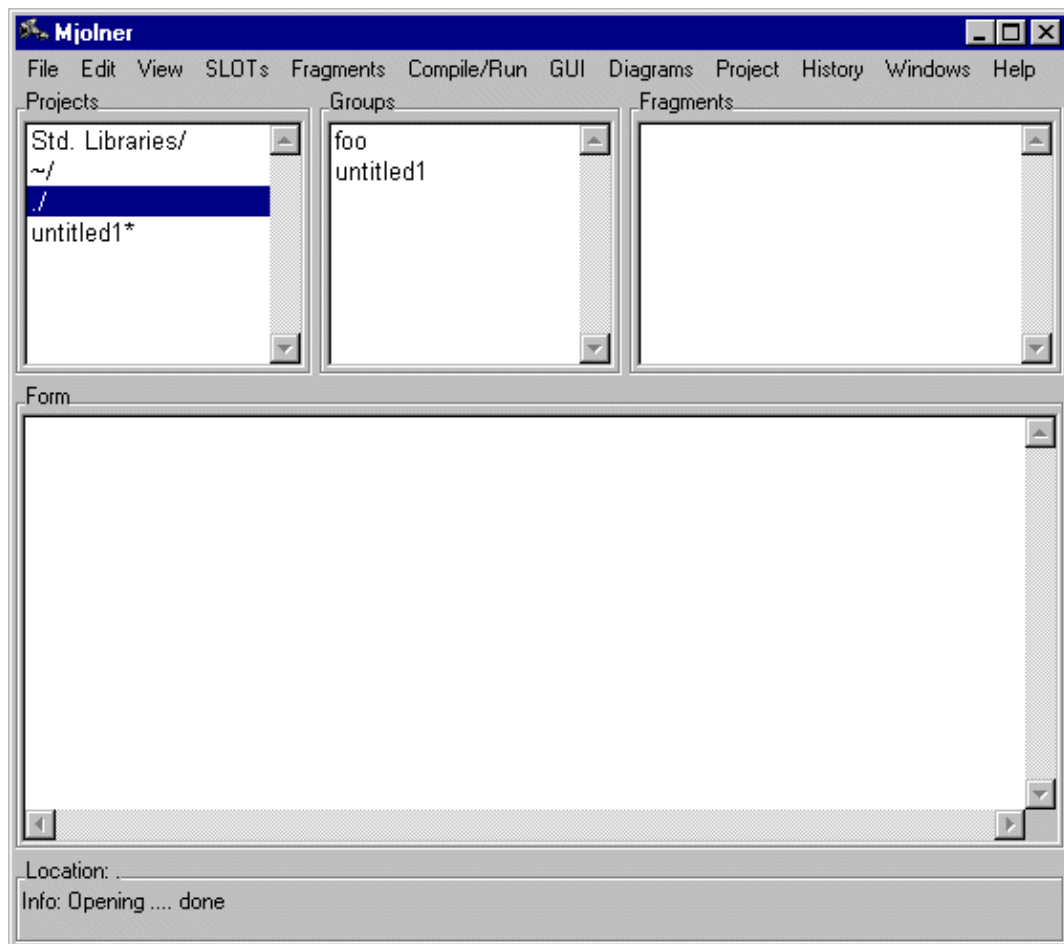 Mjolner
File Edit View SLOTs Fragments Compile/Run GUI Diagrams Project History Windows Help
Projects Groups Fragments
Std. Libraries/ foo
~/ untitled1
./
untitled1*
Form
Location: .
Info: Opening .... done